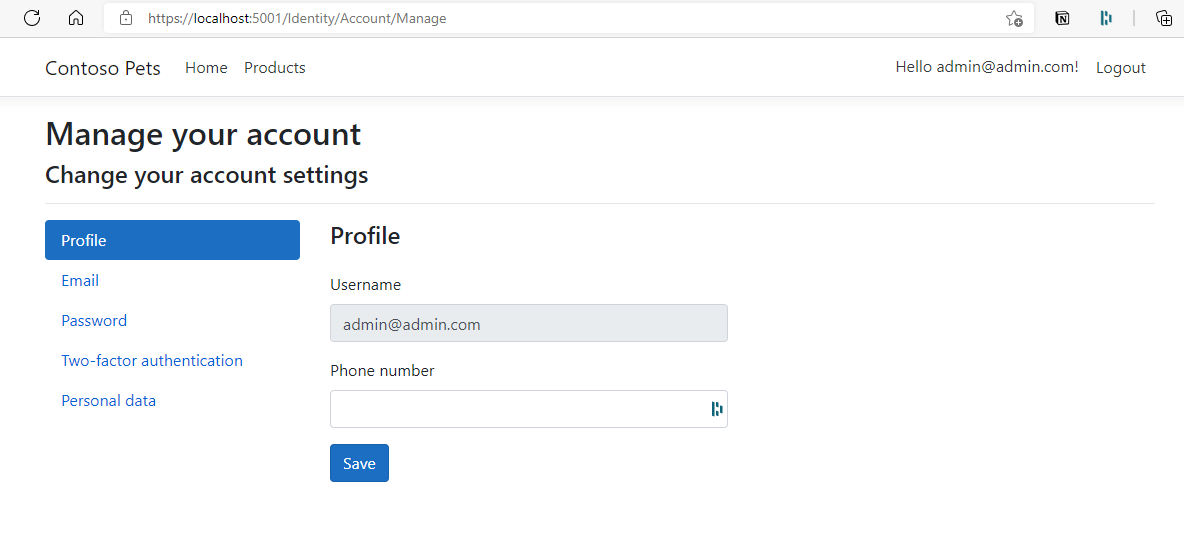 https://localhost:5001/Identity/Account/Manage
Contoso Pets Home Products Hello admin@admin.com! Logout
Manage your account
Change your account settings
Profile
Email
Password
Two-factor authentication
Personal data
Profile
Username
admin@admin.com
Phone number
Save